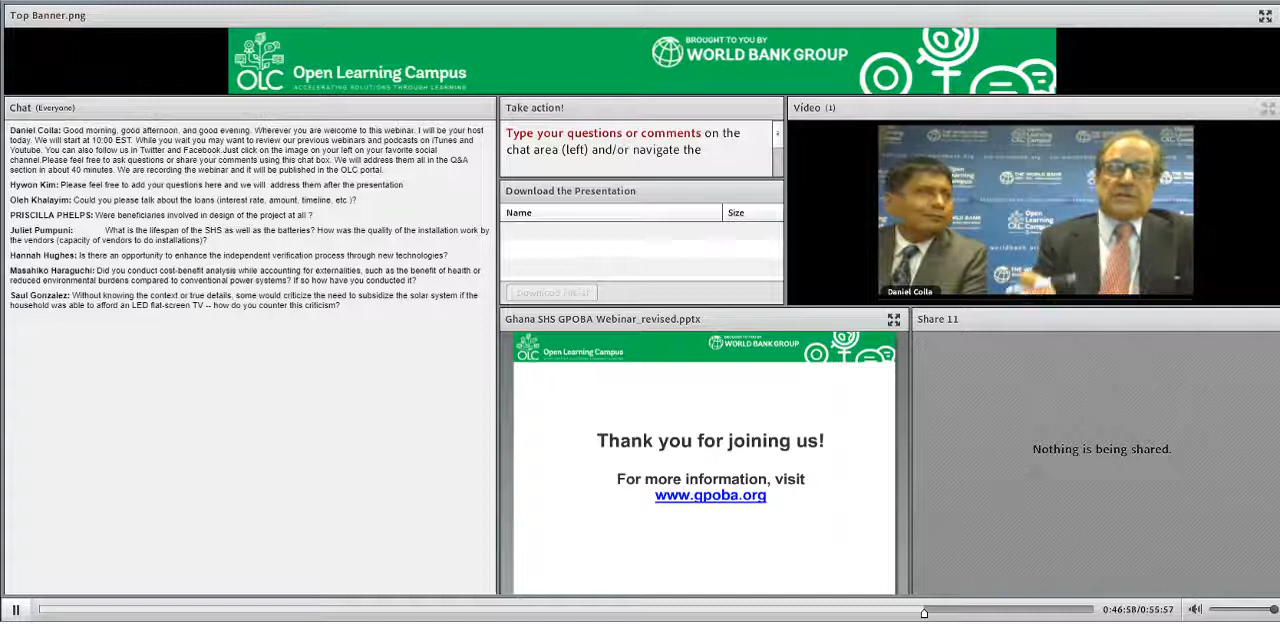 Top Banner.png
OLC Open Learning Campus
ACCELERATING SOLUTIONS THROUGH LEARNING
BROUGHT TO YOU BY
WORLD BANK GROUP
Chat (Everyone)
Daniel Coila: Good morning, good afternoon, and good evening. Wherever you are welcome to this webinar. I will be your host
today. We will start at 10:00 EST. While you wait you may want to review our previous webinars and podcasts on iTunes and
Youtube. You can also follow us in Twitter and Facebook.Just click on the image on your left on your favorite social
channel.Please feel free to ask questions or share your comments using this chat box. We will address them all in the Q&A
section in about 40 minutes. We are recording the webinar and it will be published in the OLC portal.
Hywon Kim: Please feel free to add your questions here and we will address them after the presentation
Oleh Khalayim: Could you please talk about the loans (interest rate, amount, timeline, etc.)?
PRISCILLA PHELPS: Were beneficiaries involved in design of the project at all ?
Juliet Pumpuni: What is the lifespan of the SHS as well as the batteries? How was the quality of the installation work by
the vendors (capacity of vendors to do installations)?
Hannah Hughes: Is there an opportunity to enhance the independent verification process through new technologies?
Masahiko Haraguchi: Did you conduct cost-benefit analysis while accounting for externalities, such as the benefit of health or
reduced environmental burdens compared to conventional power systems? If so how have you conducted it?
Saul Gonzalez: Without knowing the context or true details, some would criticize the need to subsidize the solar system if the
household was able to afford an LED flat-screen TV -- how do you counter this criticism?
Take action!
Type your questions or comments on the
chat area (left) and/or navigate the
Download the Presentation
Name Size
Download File(s)
Video (1)
THE WORLD BANK
Open Learning Campus
worldbank.org
Daniel Coila
Ghana SHS GPOBA Webinar_revised.pptx
OLC Open Learning Campus
BROUGHT TO YOU BY
WORLD BANK GROUP
Thank you for joining us!
For more information, visit
www.gpoba.org
Share 11
Nothing is being shared.
0:46:58/0:55:57